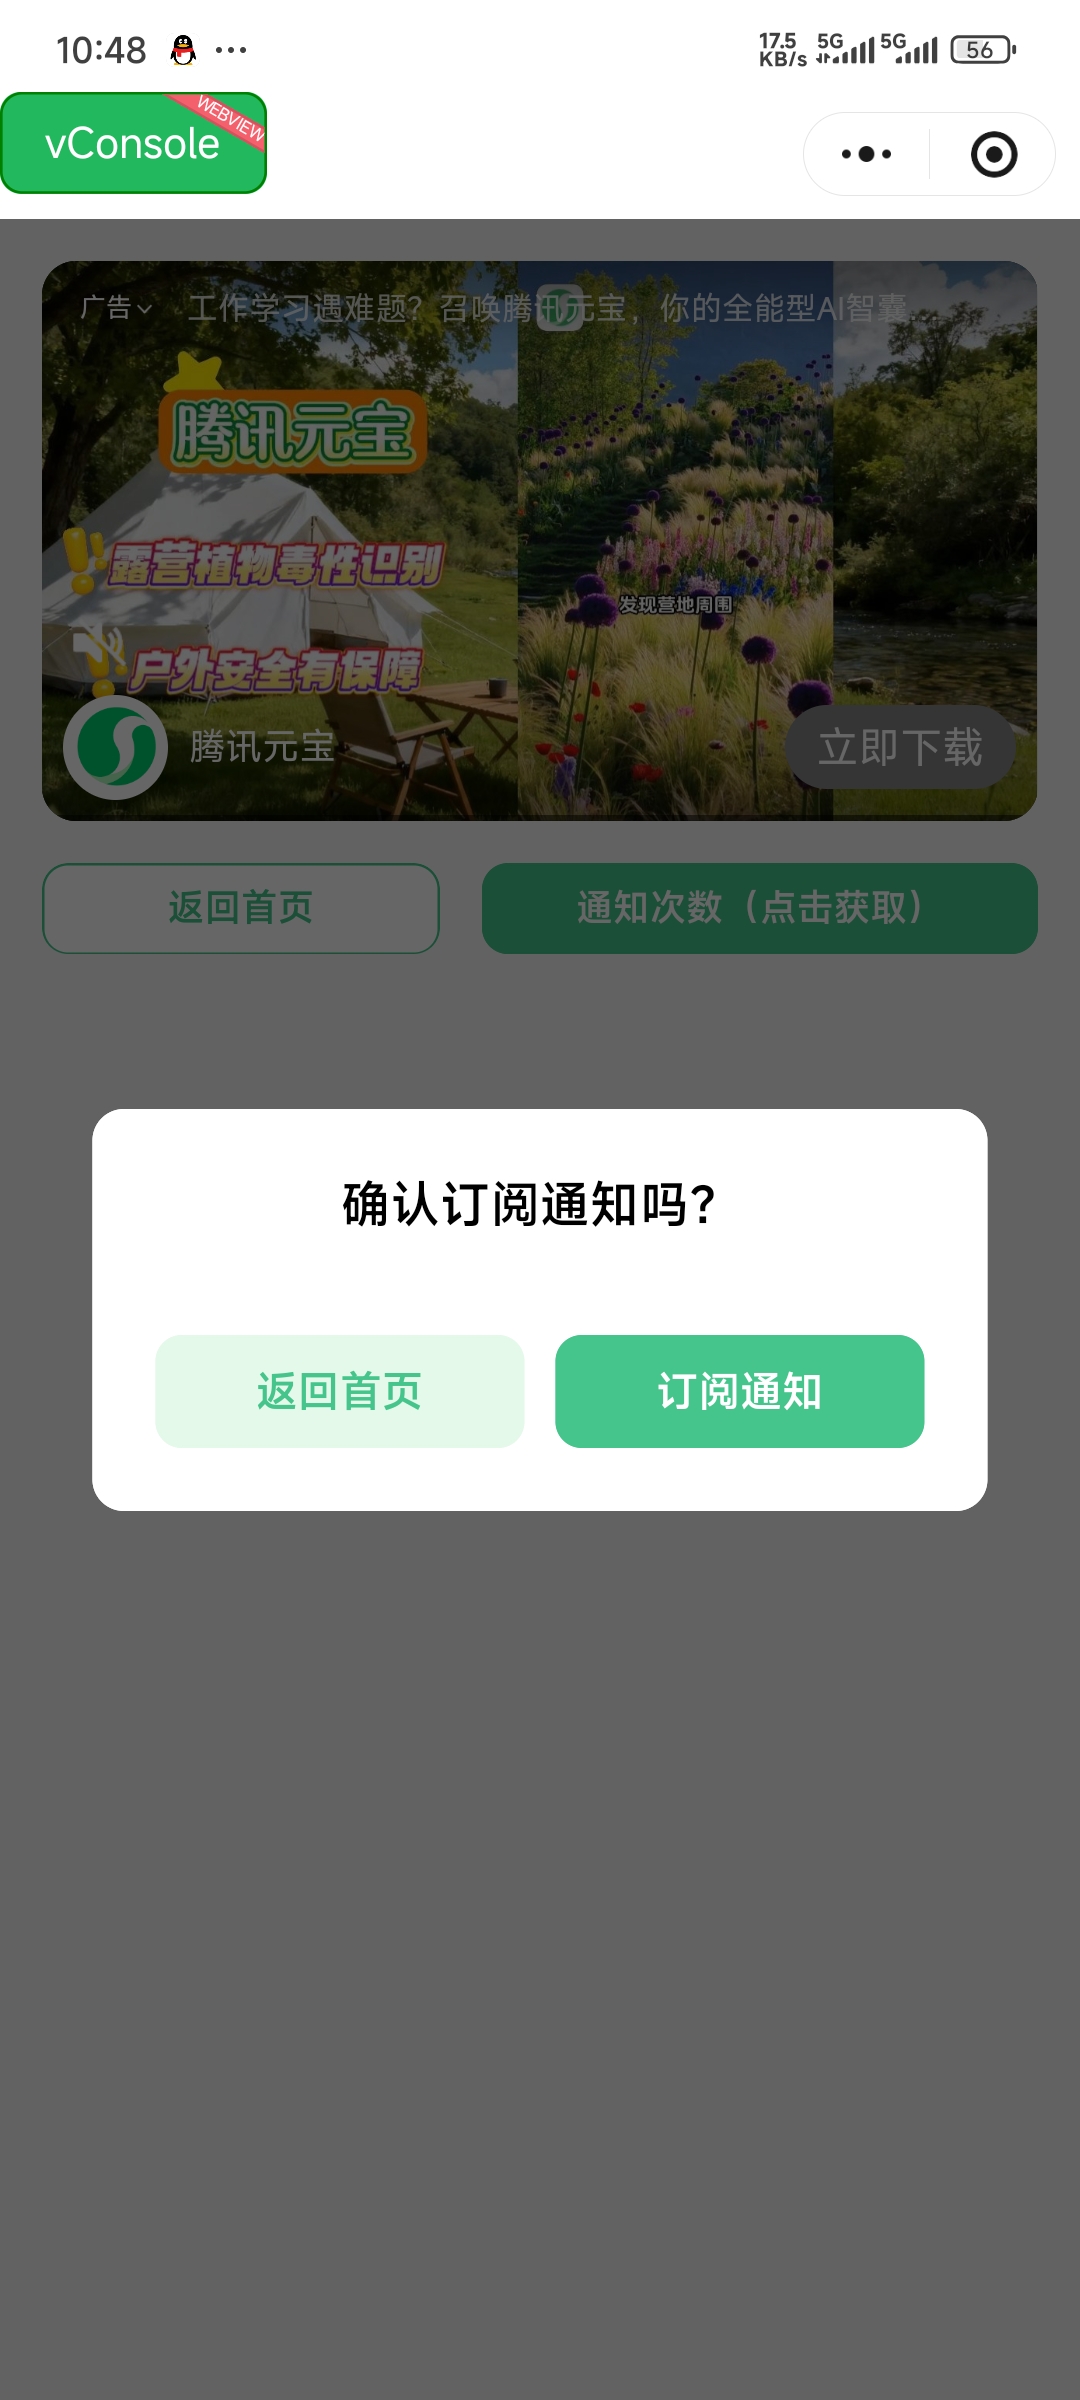 10:48
17.5
KB/s
5G
5G
56
vConsole
WEBVIEW
广告
工作学习遇难题？召唤腾讯元宝，你的全能型AI智囊...
腾讯元宝
露营植物毒性识别
发现营地周围
户外安全有保障
腾讯元宝
立即下载
返回首页
通知次数（点击获取）
确认订阅通知吗？
返回首页
订阅通知